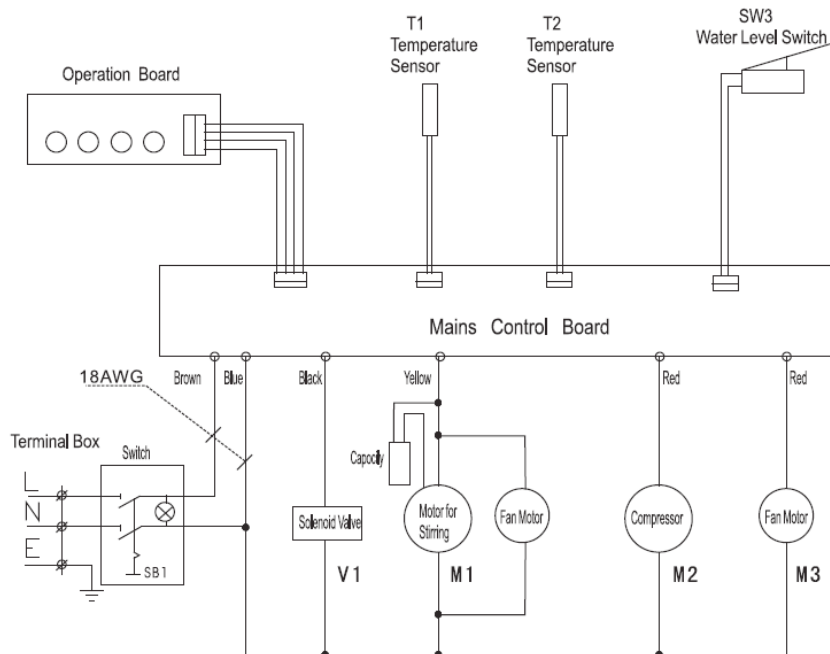 T1
Temperature
Sensor
T2
Temperature
Sensor
SW3
Water Level Switch
Operation Board
Mains Control Board
Brown
Blue
Black
Yellow
Red
Red
18AWG
Terminal Box
Switch
Capocily
L
N
E
SB1
Solenoid Valve
Motor for
Stirring
Fan Motor
Compressor
Fan Motor
V1
M1
M2
M3